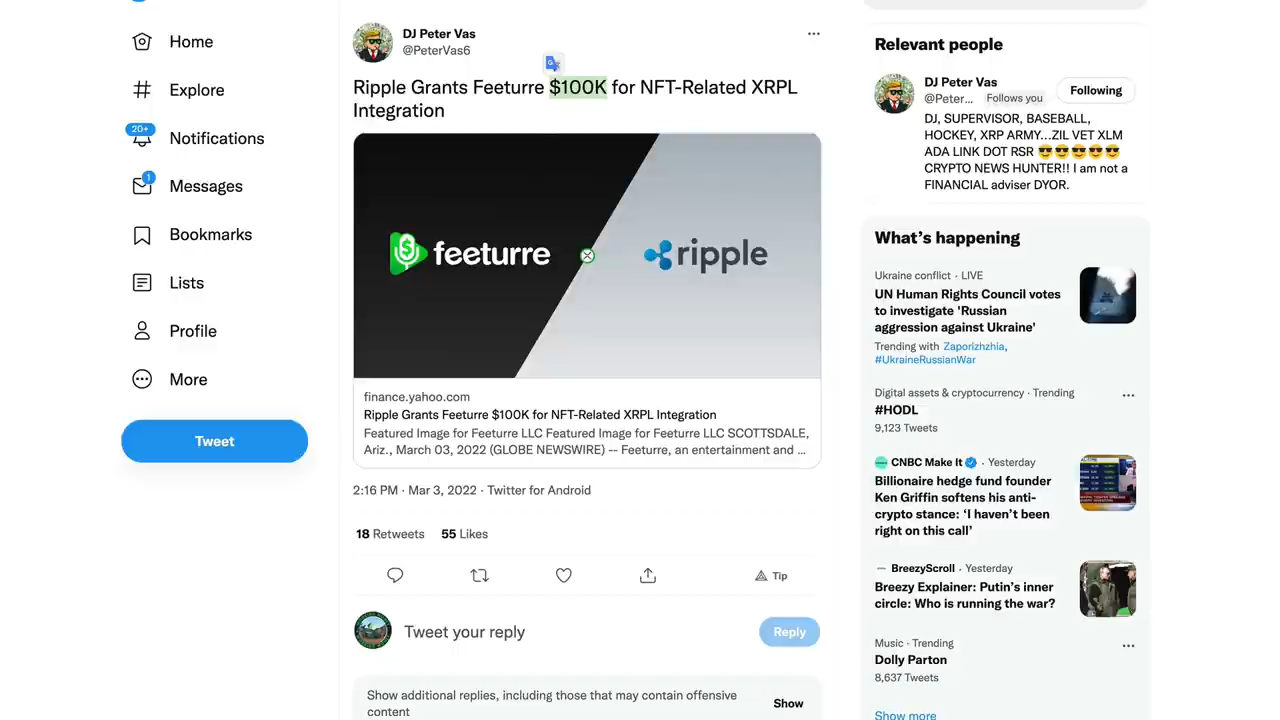 Home
Explore
20+
Notifications
1
Messages
Bookmarks
Lists
Profile
More
Tweet
DJ Peter Vas
@PeterVas6
Ripple Grants Feeturre $100K for NFT-Related XRPL
Integration
feeturre
ripple
finance.yahoo.com
Ripple Grants Feeturre $100K for NFT-Related XRPL Integration
Featured Image for Feeturre LLC Featured Image for Feeturre LLC SCOTTSDALE,
Ariz., March 03, 2022 (GLOBE NEWSWIRE) -- Feeturre, an entertainment and ...
2:16 PM · Mar 3, 2022 · Twitter for Android
18 Retweets 55 Likes
Tip
Tweet your reply
Reply
Show additional replies, including those that may contain offensive
content
Show
Relevant people
DJ Peter Vas
@Peter... Follows you
Following
DJ, SUPERVISOR, BASEBALL,
HOCKEY, XRP ARMY...ZIL VET XLM
ADA LINK DOT RSR 😎😎😎😎😎
CRYPTO NEWS HUNTER!! I am not a
FINANCIAL adviser DYOR.
What's happening
Ukraine conflict · LIVE
UN Human Rights Council votes
to investigate 'Russian
aggression against Ukraine'
Trending with Zaporizhzhia,
#UkraineRussianWar
Digital assets & cryptocurrency · Trending
#HODL
9,123 Tweets
CNBC Make It · Yesterday
Billionaire hedge fund founder
Ken Griffin softens his anti-
crypto stance: ‘I haven’t been
right on this call’
BreezyScroll · Yesterday
Breezy Explainer: Putin’s inner
circle: Who is running the war?
Music · Trending
Dolly Parton
8,637 Tweets
Show more